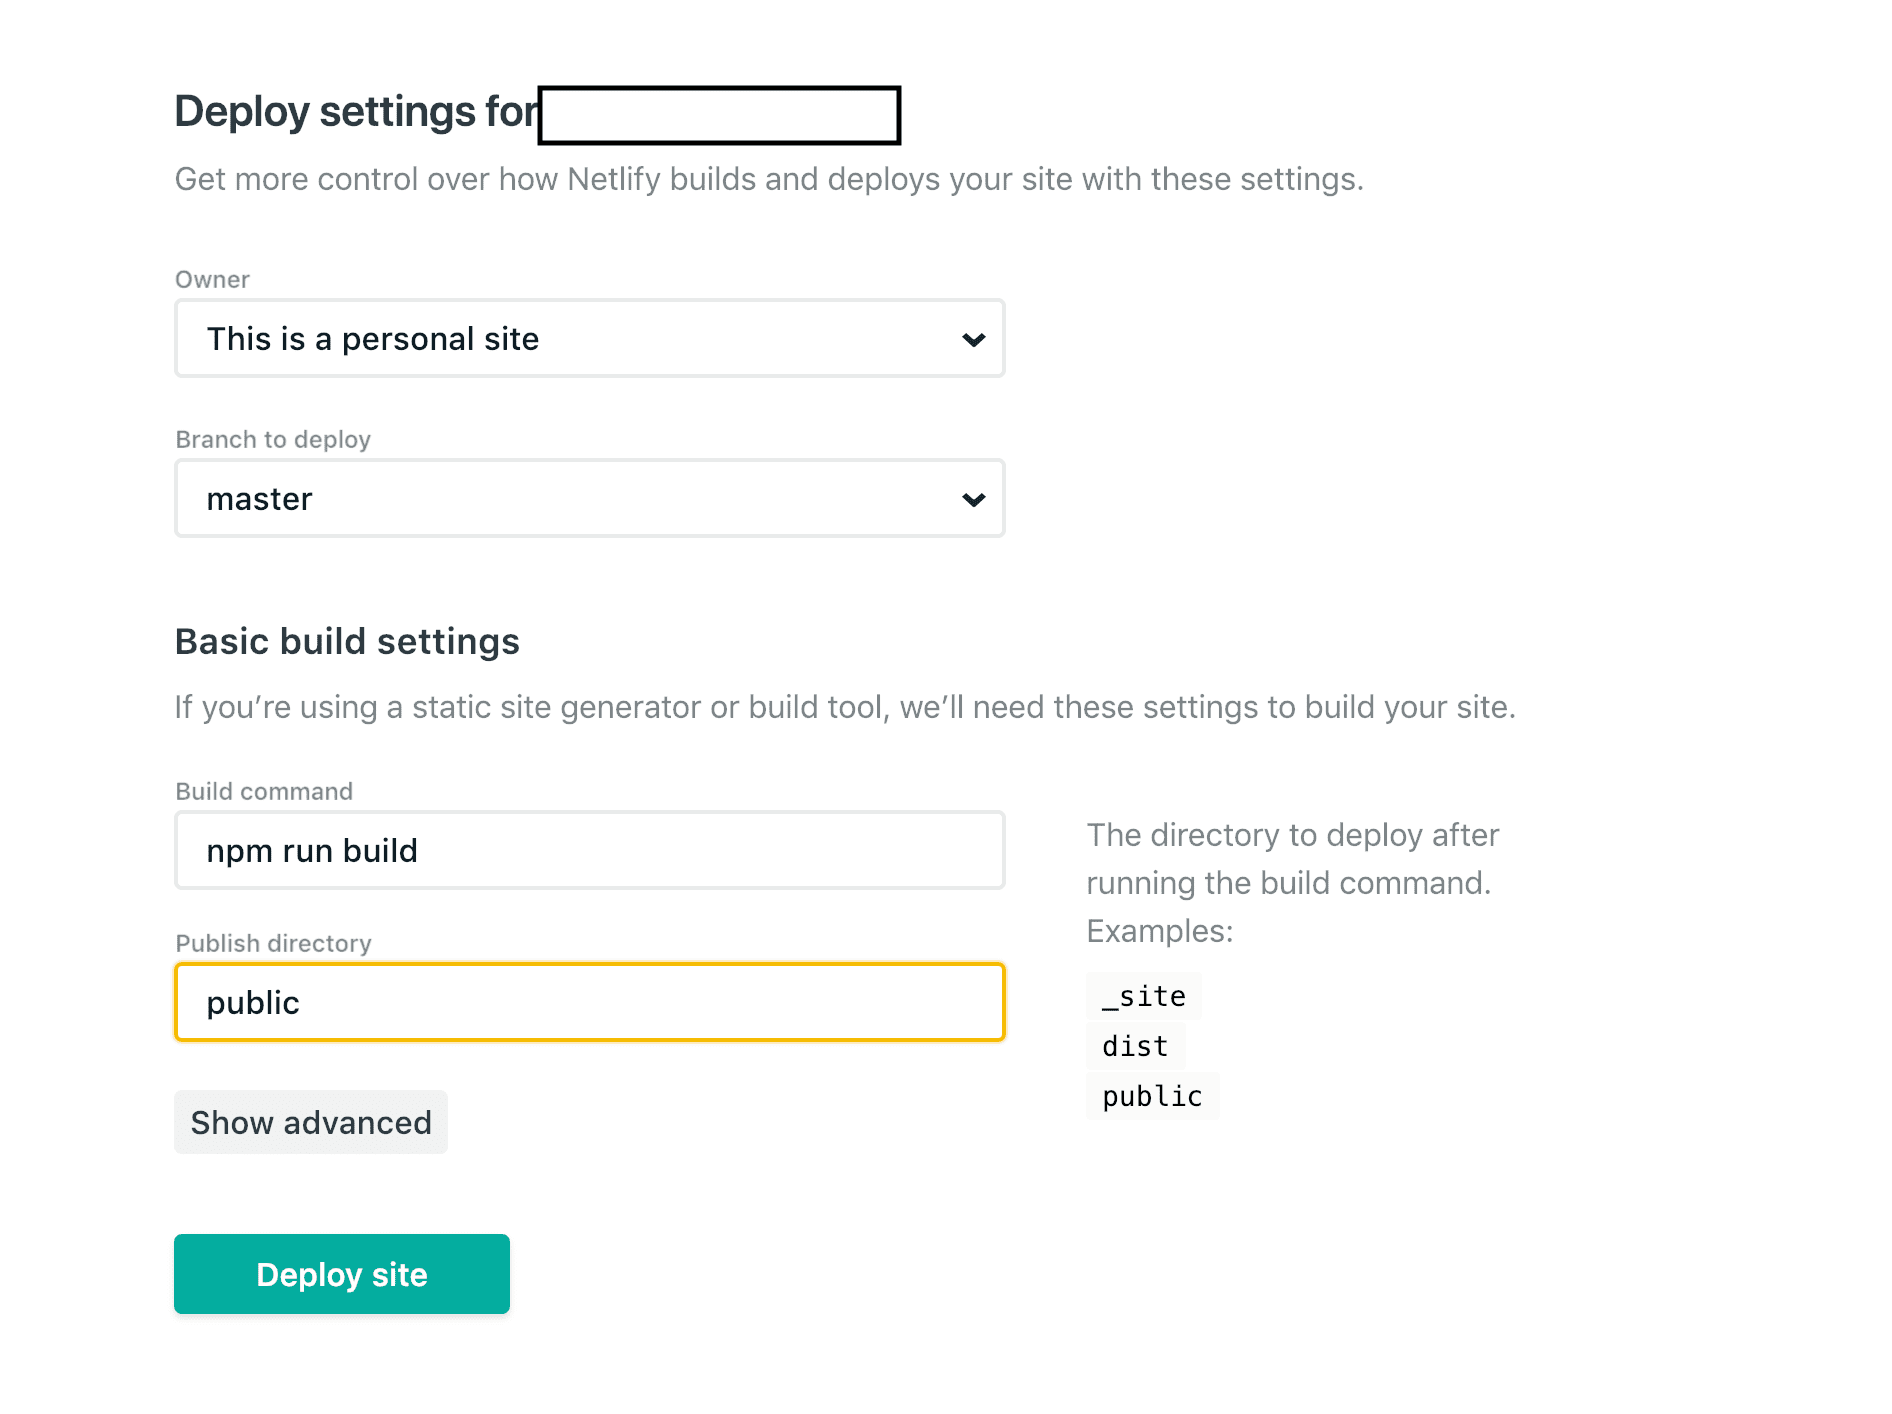 Deploy settings for
Get more control over how Netlify builds and deploys your site with these settings.
Owner
This is a personal site
Branch to deploy
master
Basic build settings
If you’re using a static site generator or build tool, we’ll need these settings to build your site.
Build command
npm run build
Publish directory
public
The directory to deploy after
running the build command.
Examples:
_site
dist
public
Show advanced
Deploy site